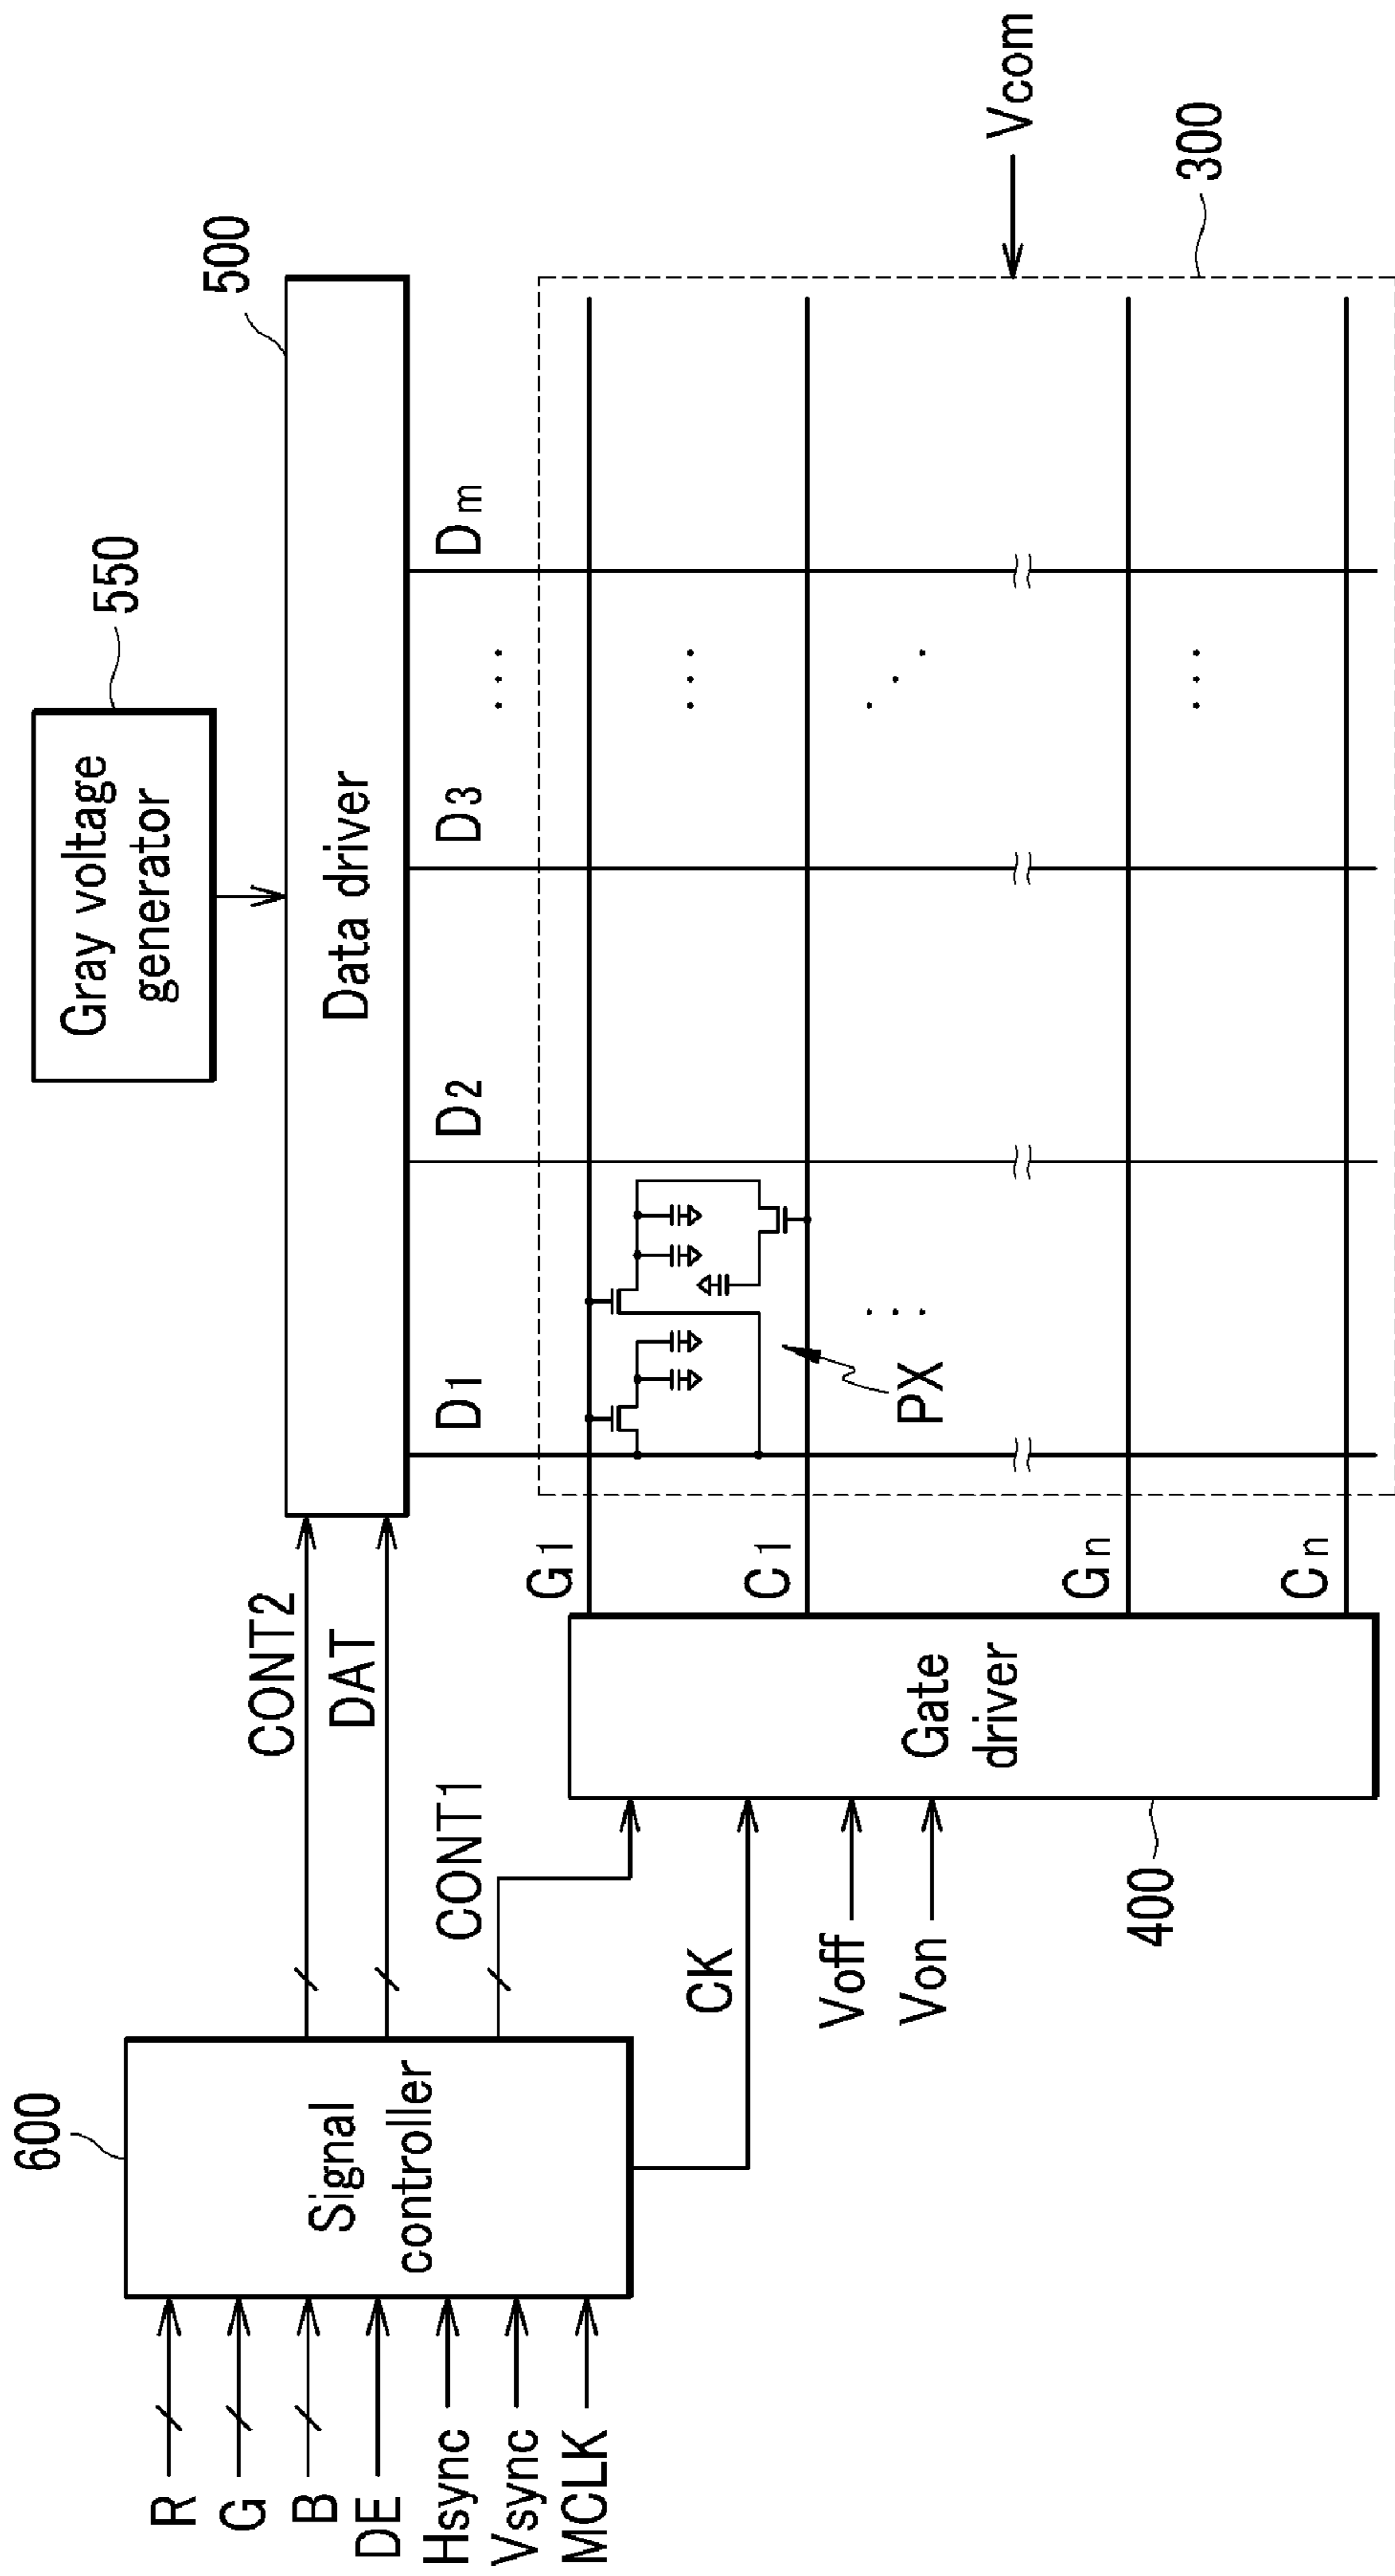 Gray voltage
generator
550
500
Data driver
600
Signal
controller
R
G
B
DE
Hsync
Vsync
MCLK
CONT2
DAT
CONT1
CK
Voff
Von
400
Gate
driver
D1
D2
D3
Dm
G1
C1
Gn
Cn
PX
Vcom
300